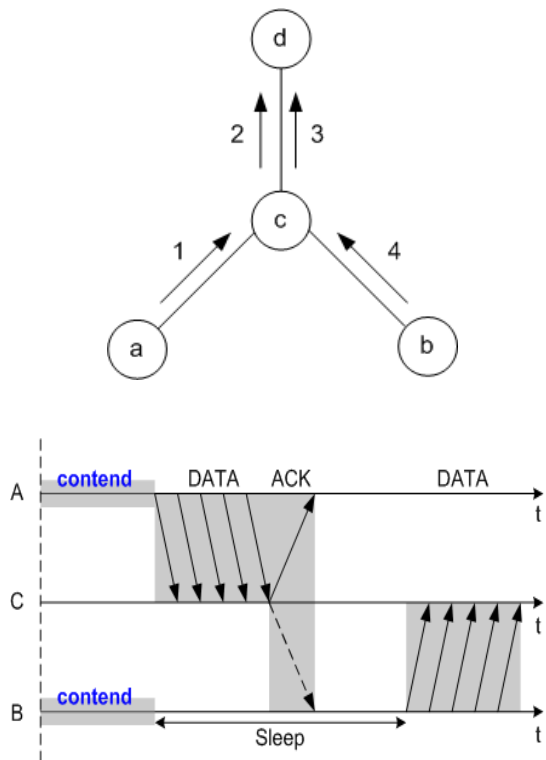 d
2 3
c
1 4
a b
contend DATA ACK DATA
A t
C t
contend
B t
Sleep